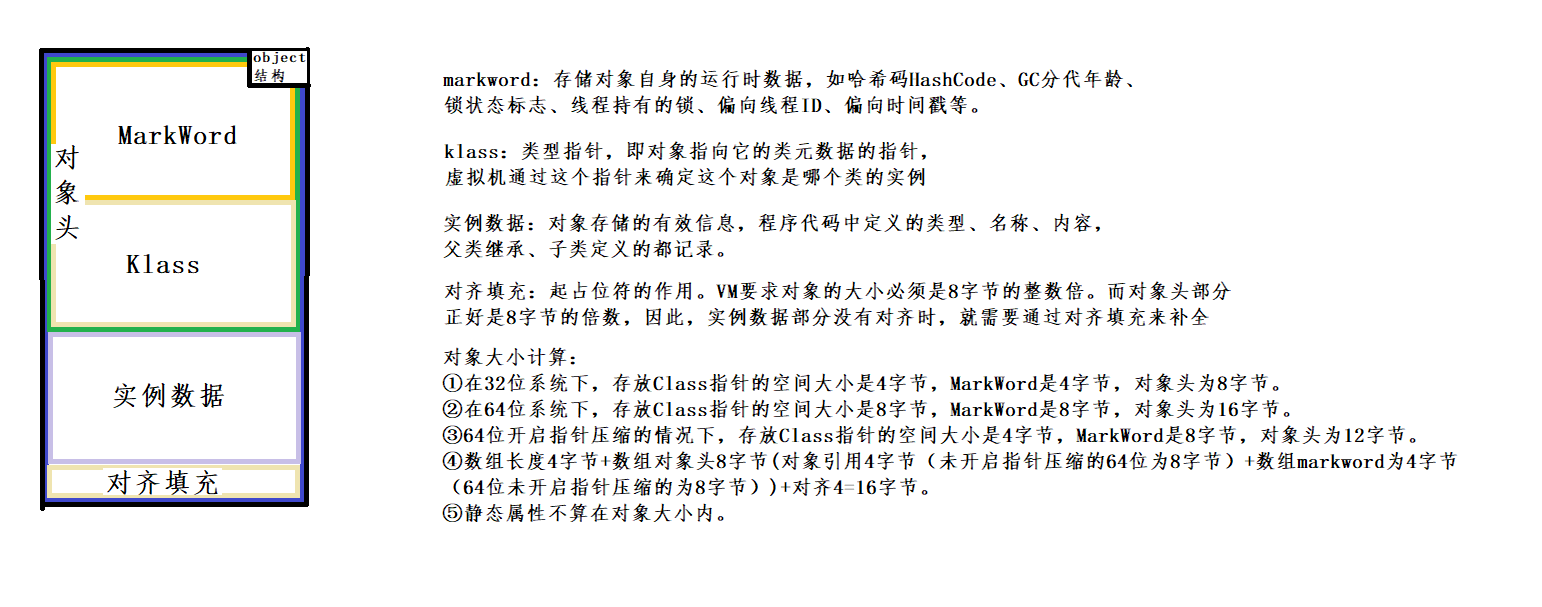 object
结构
MarkWord
对
象
头
Klass
实例数据
对齐填充
markword：存储对象自身的运行时数据，如哈希码HashCode、GC分代年龄、
锁状态标志、线程持有的锁、偏向线程ID、偏向时间戳等。
klass：类型指针，即对象指向它的类元数据的指针，
虚拟机通过这个指针来确定这个对象是哪个类的实例
实例数据：对象存储的有效信息，程序代码中定义的类型、名称、内容，
父类继承、子类定义的都记录。
对齐填充：起占位符的作用。VM要求对象的大小必须是8字节的整数倍。而对象头部分
正好是8字节的倍数，因此，实例数据部分没有对齐时，就需要通过对齐填充来补全
对象大小计算：
①在32位系统下，存放Class指针的空间大小是4字节，MarkWord是4字节，对象头为8字节。
②在64位系统下，存放Class指针的空间大小是8字节，MarkWord是8字节，对象头为16字节。
③64位开启指针压缩的情况下，存放Class指针的空间大小是4字节，MarkWord是8字节，对象头为12字节。
④数组长度4字节+数组对象头8字节(对象引用4字节（未开启指针压缩的64位为8字节）+数组markword为4字节
（64位未开启指针压缩的为8字节）)+对齐4=16字节。
⑤静态属性不算在对象大小内。